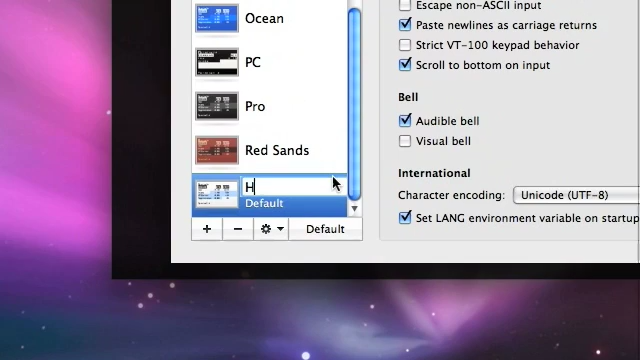 Ocean
PC
Pro
Red Sands
H
Default
+ − Default
Escape non-ASCII input
Paste newlines as carriage returns
Strict VT-100 keypad behavior
Scroll to bottom on input
Bell
Audible bell
Visual bell
International
Character encoding: Unicode (UTF-8)
Set LANG environment variable on startup